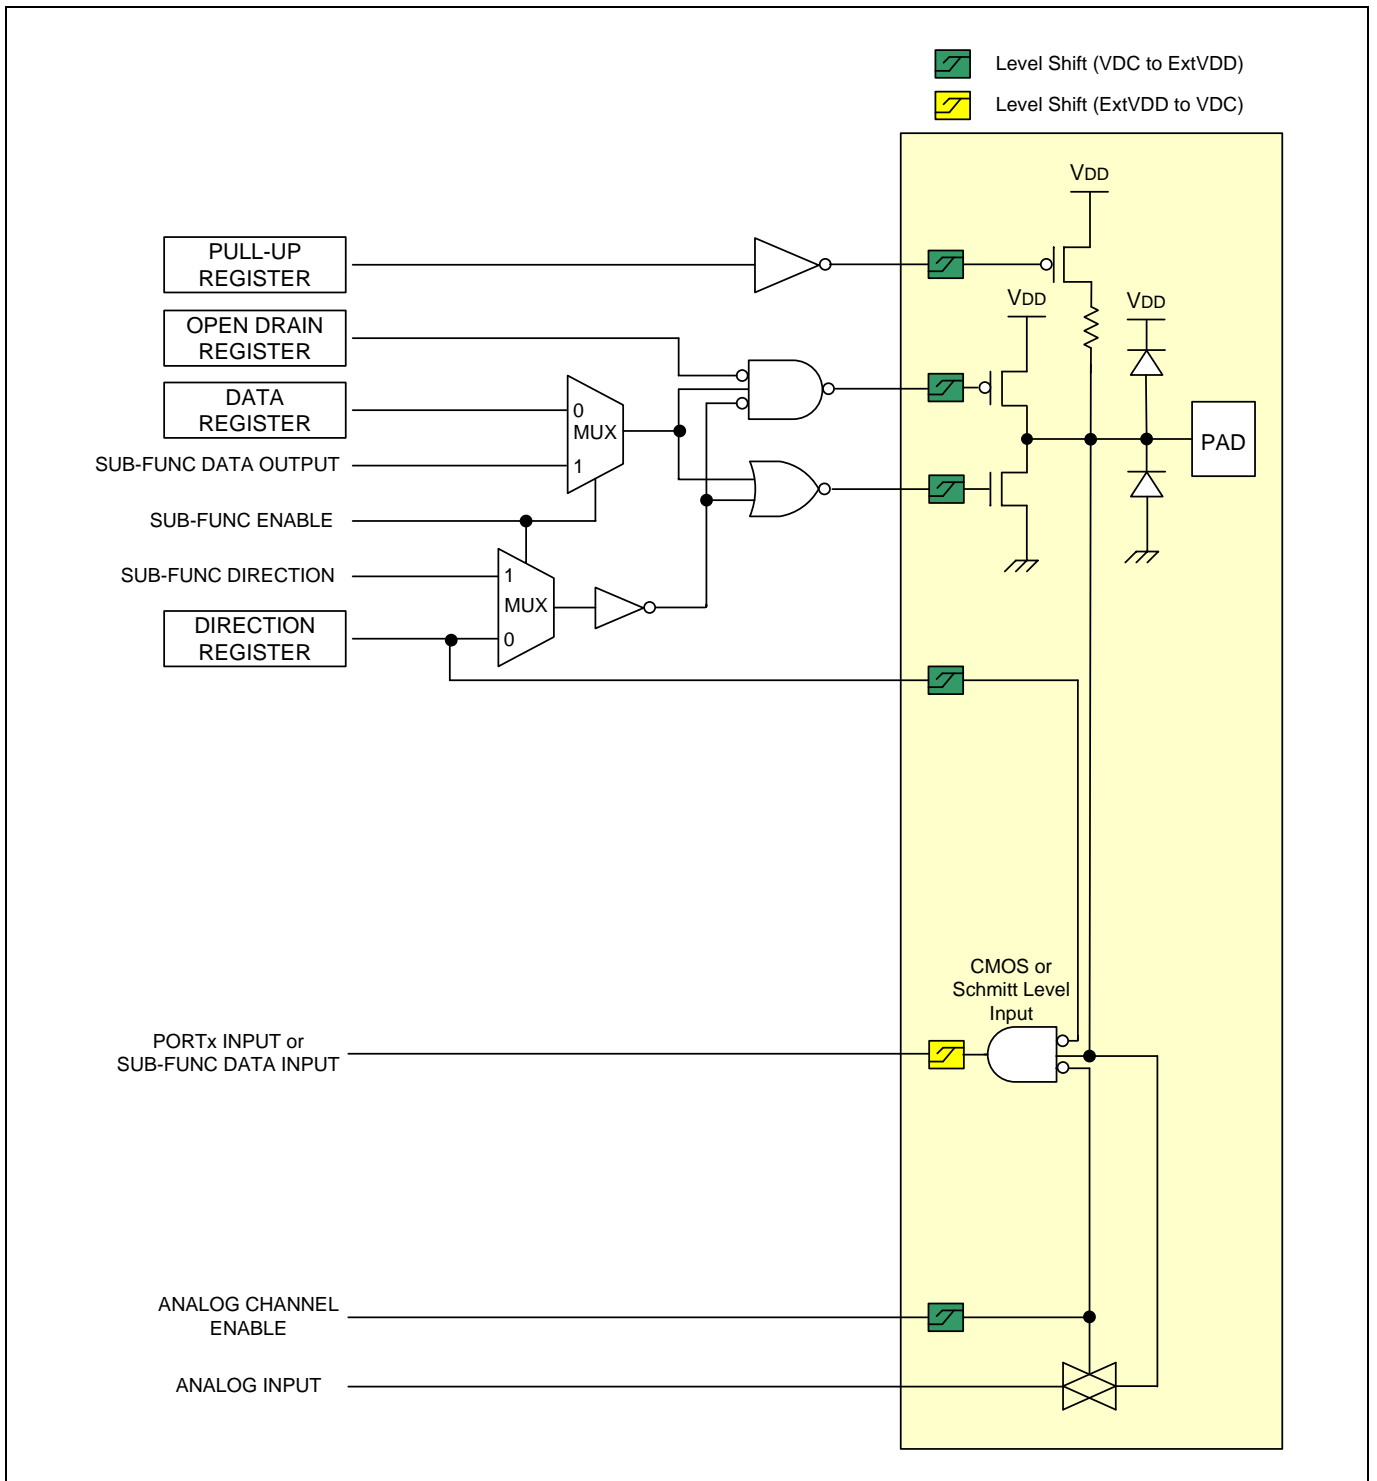 Level Shift (VDC to ExtVDD)
Level Shift (ExtVDD to VDC)
VDD
PULL-UP
REGISTER
VDD
VDD
OPEN DRAIN
REGISTER
DATA
REGISTER
0
MUX
1
PAD
SUB-FUNC DATA OUTPUT
SUB-FUNC ENABLE
SUB-FUNC DIRECTION
1
MUX
0
DIRECTION
REGISTER
CMOS or
Schmitt Level
Input
PORTx INPUT or
SUB-FUNC DATA INPUT
ANALOG CHANNEL
ENABLE
ANALOG INPUT